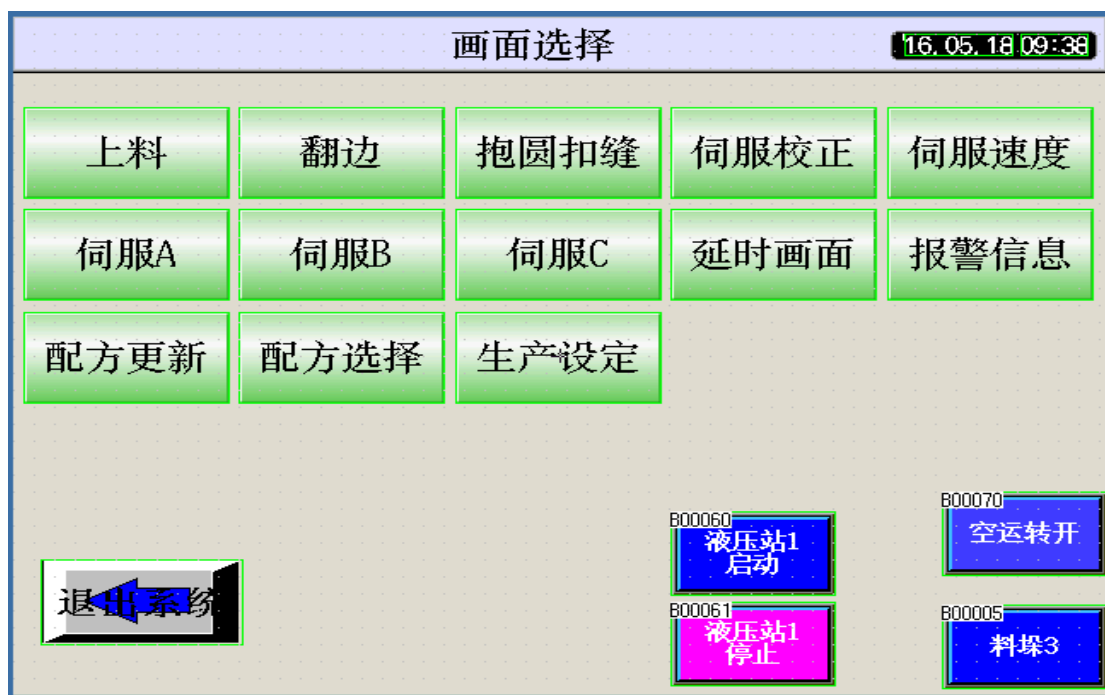 画面选择
'16. 05. 18 09:38
上料
翻边
抱圆扣缝
伺服校正
伺服速度
伺服A
伺服B
伺服C
延时画面
报警信息
配方更新
配方选择
生产设定
退出系统
B00060
液压站1
启动
B00070
空运转开
B00061
液压站1
停止
B00005
料垛3